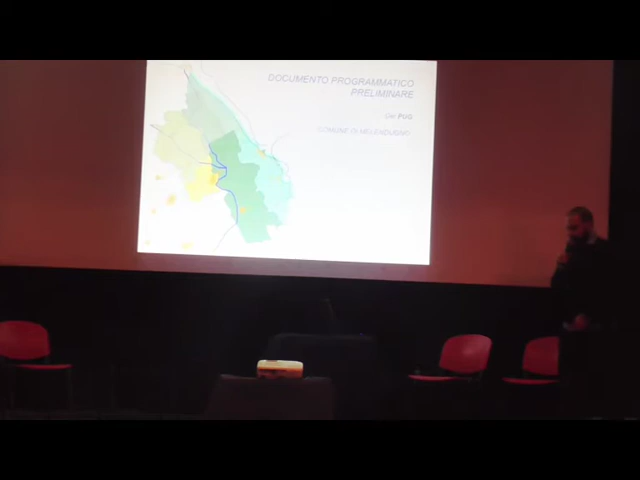 DOCUMENTO PROGRAMMATICO
PRELIMINARE
del PUG
COMUNE DI MELENDUGNO